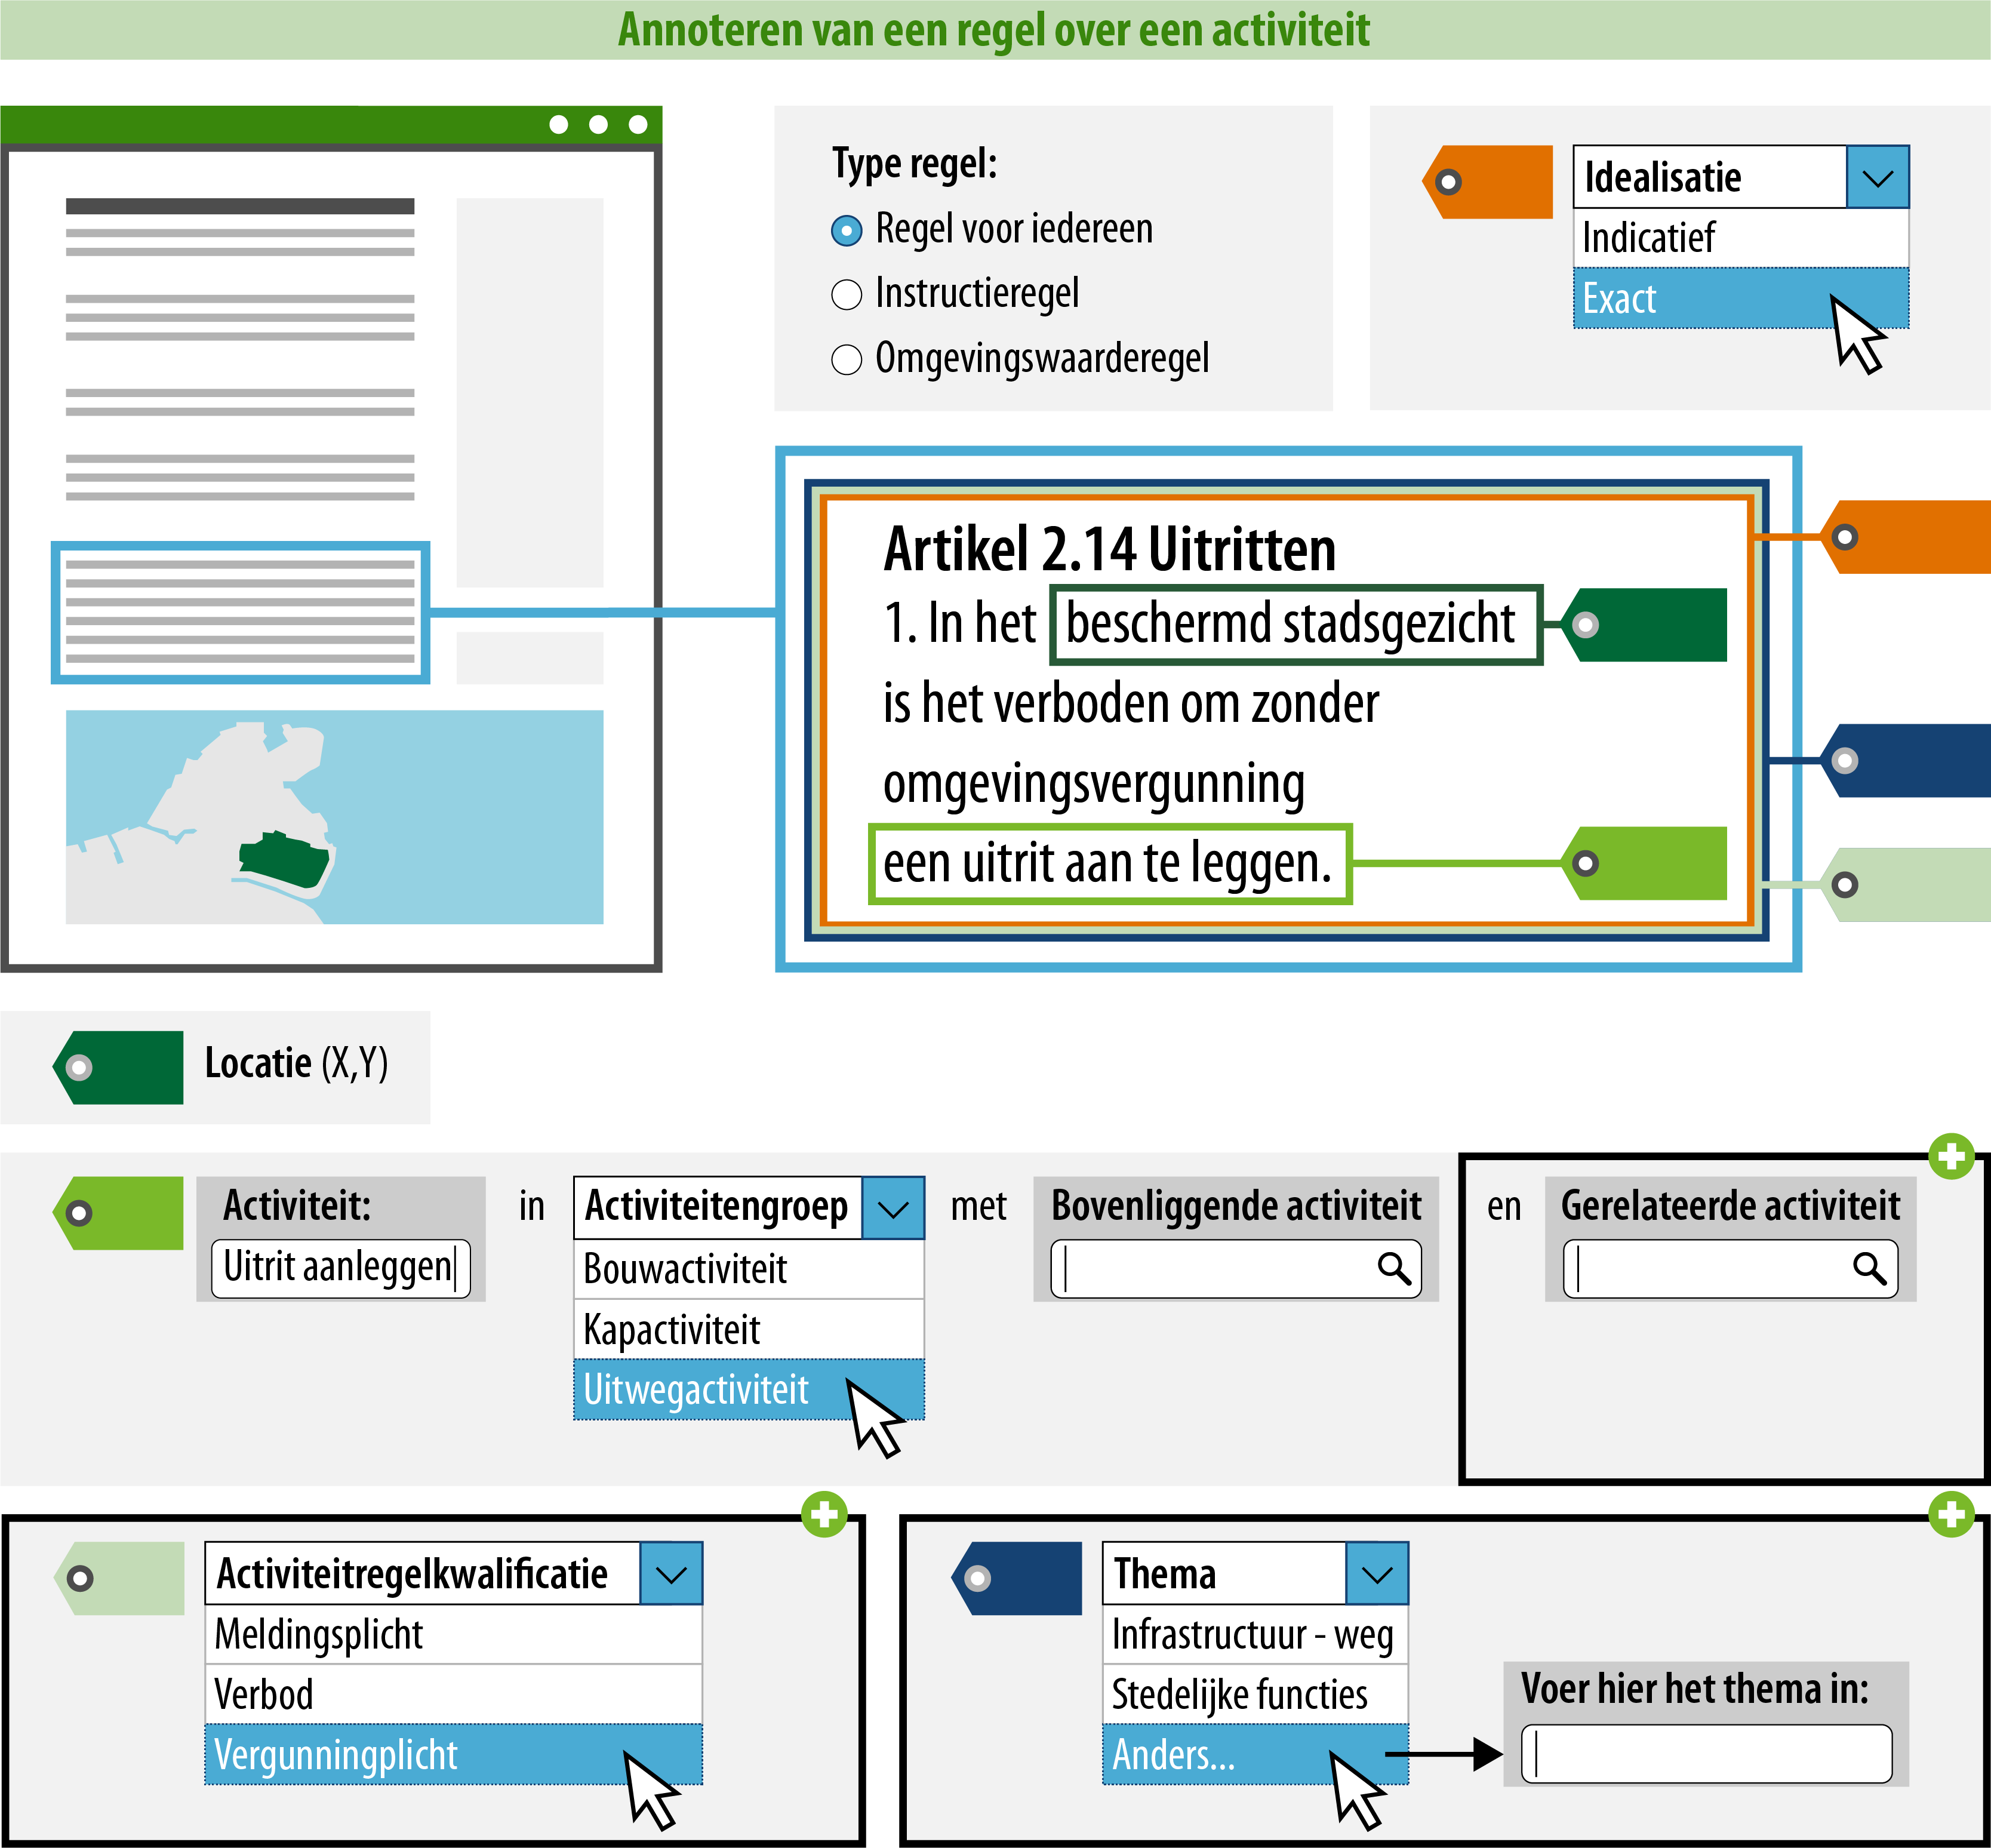 Annoteren van een regel over een activiteit
Type regel:
Regel voor iedereen
Instructieregel
Omgevingswaarderegel
Idealisatie
Indicatief
Exact
Artikel 2.14 Uitritten
1. In het beschermd stadsgezicht
is het verboden om zonder
omgevingsvergunning
een uitrit aan te leggen.
Locatie (X,Y)
Activiteit:
Uitrit aanleggen
in
Activiteitengroep
Bouwactiviteit
Kapactiviteit
Uitwegactiviteit
met
Bovenliggende activiteit
en
Gerelateerde activiteit
Activiteitregelkwalificatie
Meldingsplicht
Verbod
Vergunningplicht
Thema
Infrastructuur - weg
Stedelijke functies
Anders...
Voer hier het thema in: